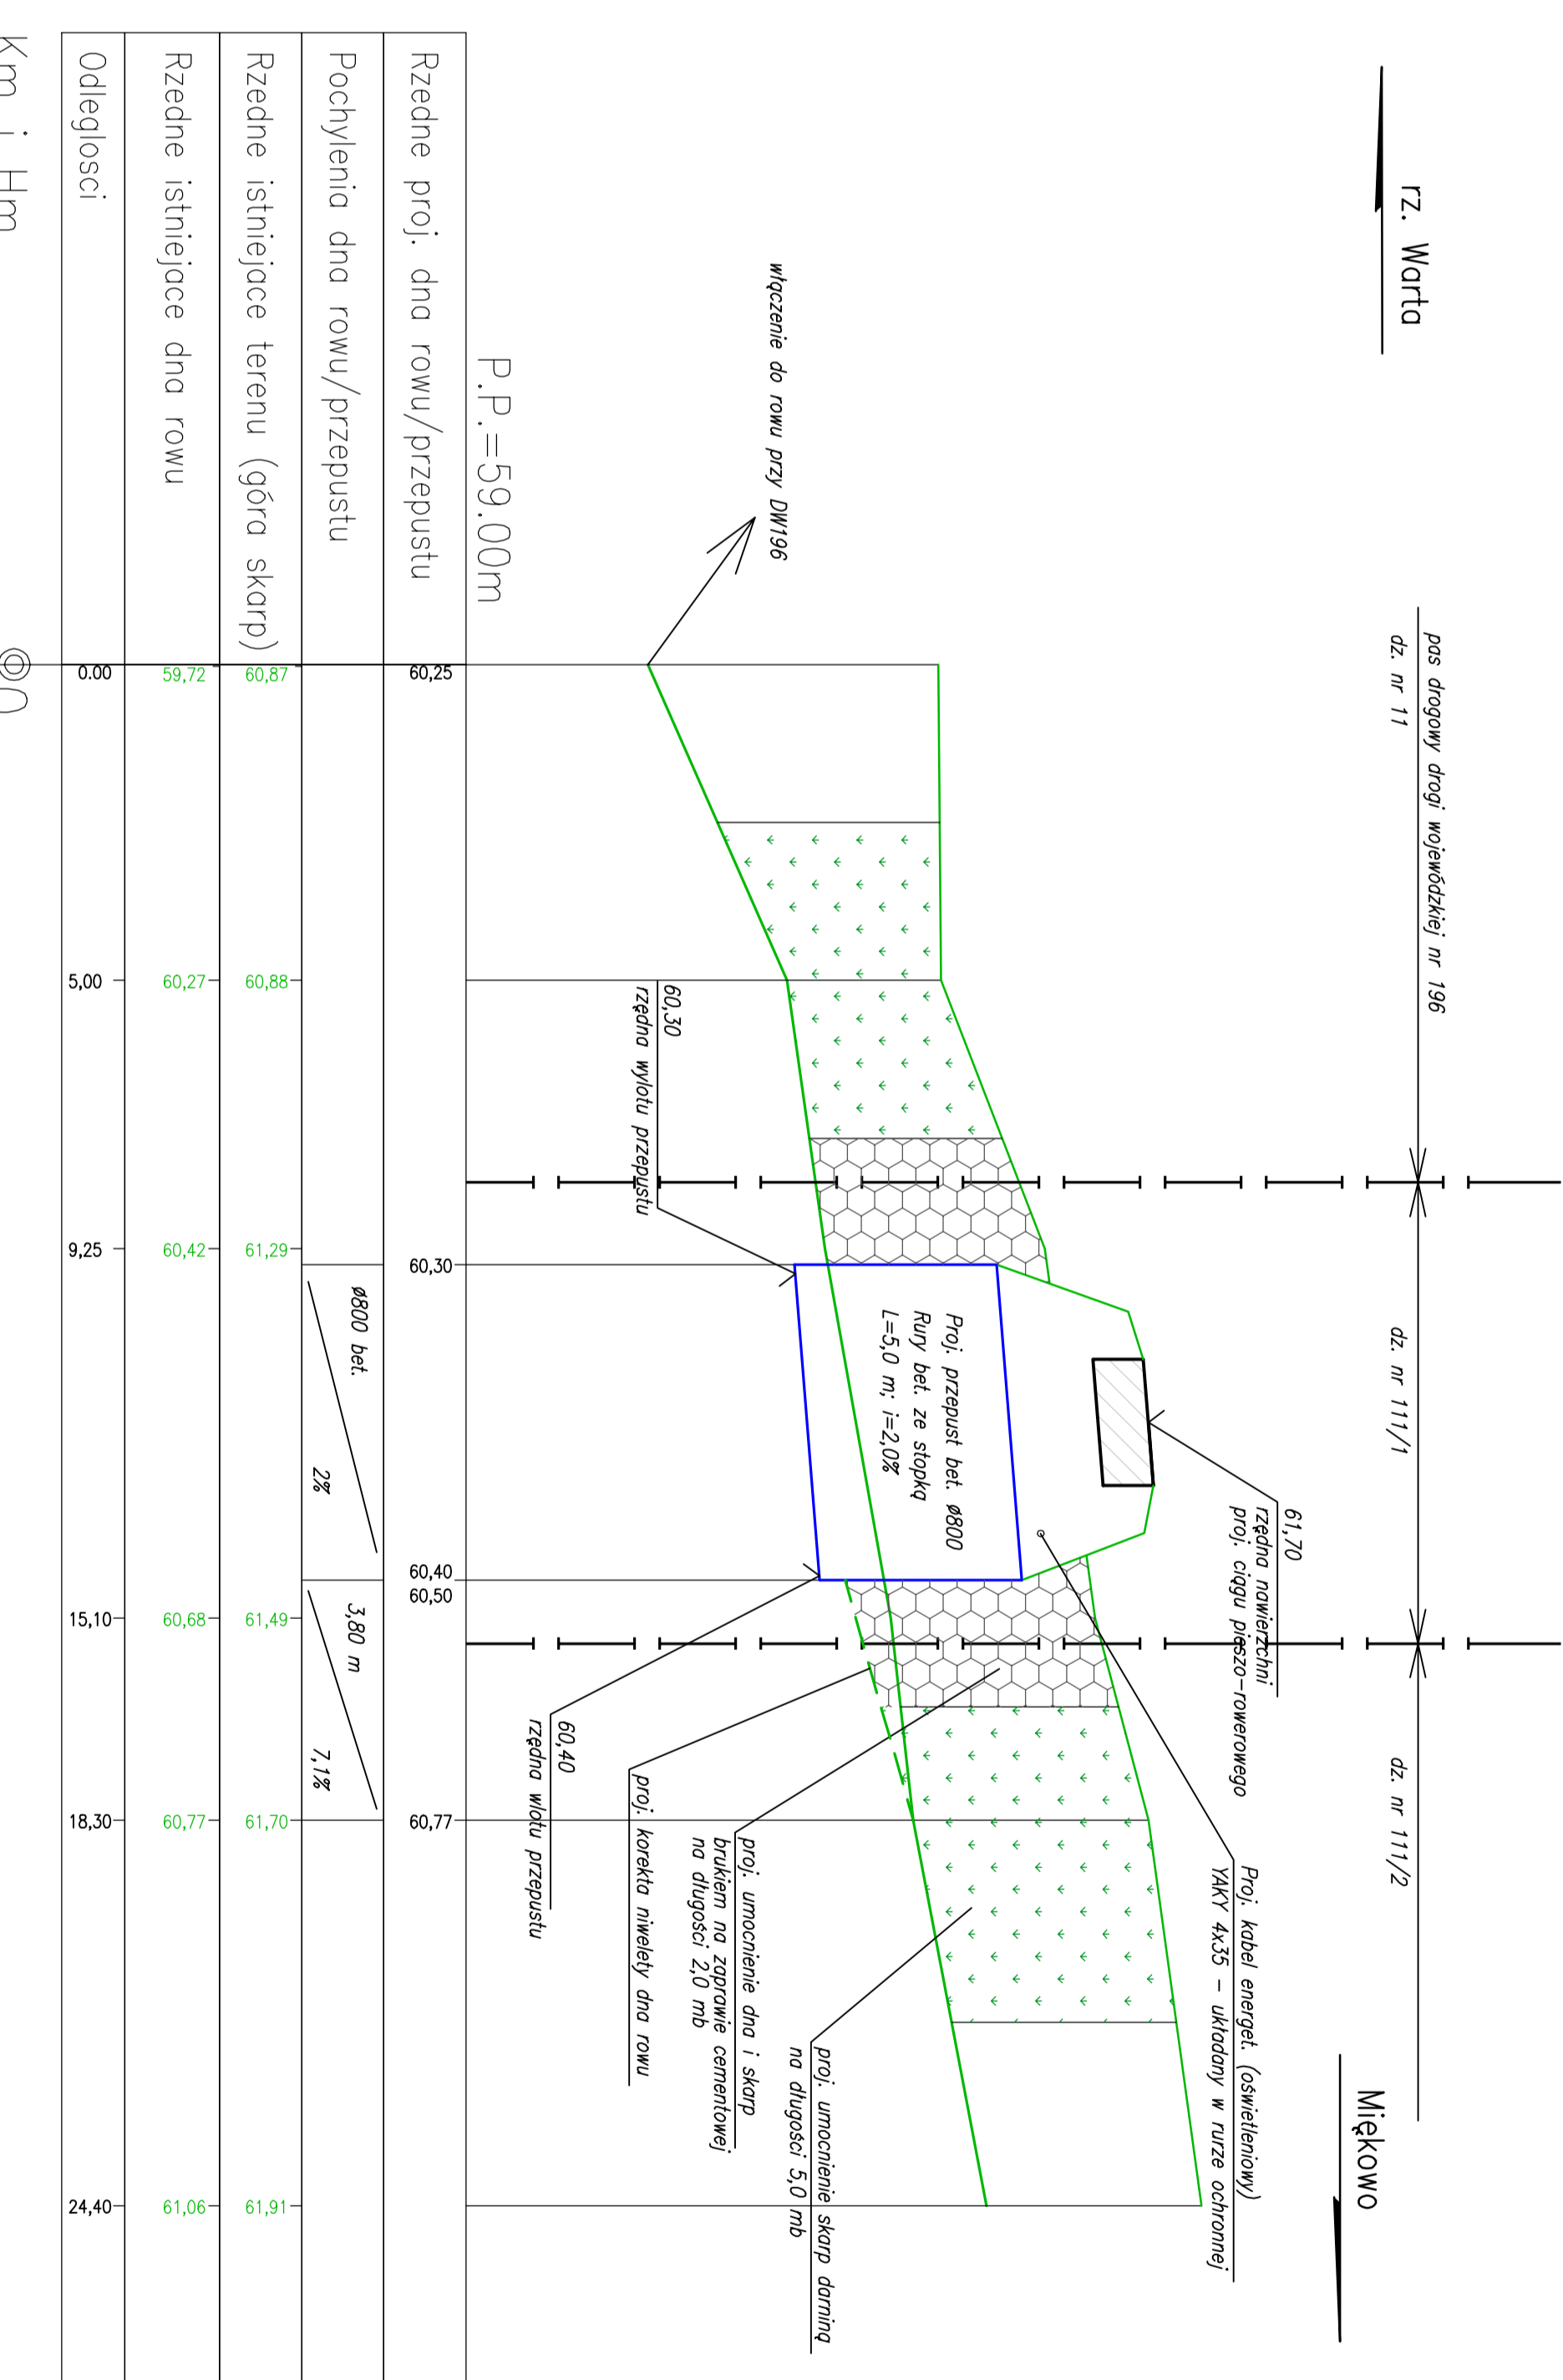 rz. Warta
Miękowo
pas drogowy drogi wojewódzkiej nr 196
dz. nr 11
dz. nr 111/1
dz. nr 111/2
61,70
rzędna nawierzchni
proj. ciągu pieszo-rowerowego
Proj. kabel energet. (oświetleniowy)
YAKY 4x35 - układany w rurze ochronnej
włączenie do rowu przy DW196
Proj. przepust bet. ø800
Rury bet. ze stopką
L=5,0 m; i=2,0%
60,30
rzędna wylotu przepustu
proj. umocnienie skarp darniną
na długości 5,0 mb
proj. umocnienie dna i skarp
brukiem na zaprawie cementowej
na długości 2,0 mb
proj. korekta niwelety dna rowu
60,40
rzędna wlotu przepustu
P.P.=59.00m
Rzedne proj. dna rowu/przepustu
60,25
60,30
60,40
60,50
60,77
Pochylenia dna rowu/przepustu
ø800 bet.
2%
3,80 m
7,1%
Rzedne istniejace terenu (góra skarp)
60,87
60,88
61,29
61,49
61,70
61,91
Rzedne istniejace dna rowu
59,72
60,27
60,42
60,68
60,77
61,06
Odleglosci
0.00
5,00
9,25
15,10
18,30
24,40
Km i Hm